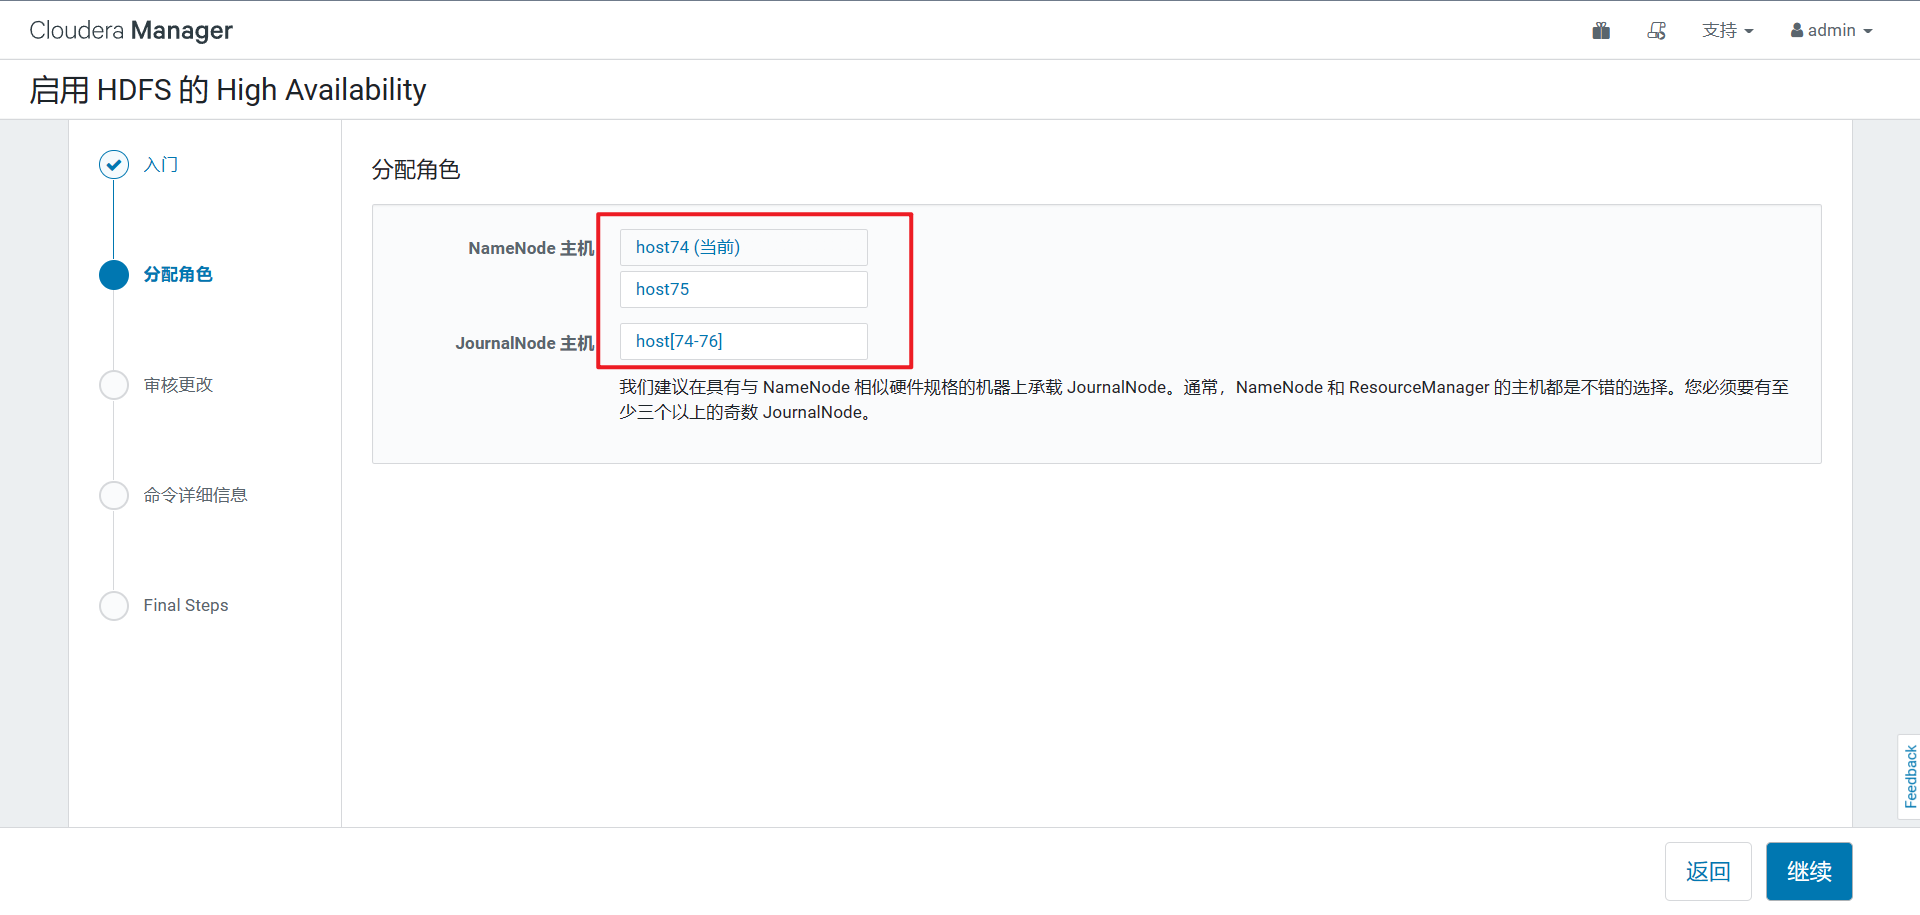 Cloudera Manager
支持
admin
启用 HDFS 的 High Availability
入门
分配角色
审核更改
命令详细信息
Final Steps
分配角色
NameNode 主机
host74 (当前)
host75
JournalNode 主机
host[74-76]
我们建议在具有与 NameNode 相似硬件规格的机器上承载 JournalNode。通常，NameNode 和 ResourceManager 的主机都是不错的选择。您必须要有至
少三个以上的奇数 JournalNode。
Feedback
返回
继续